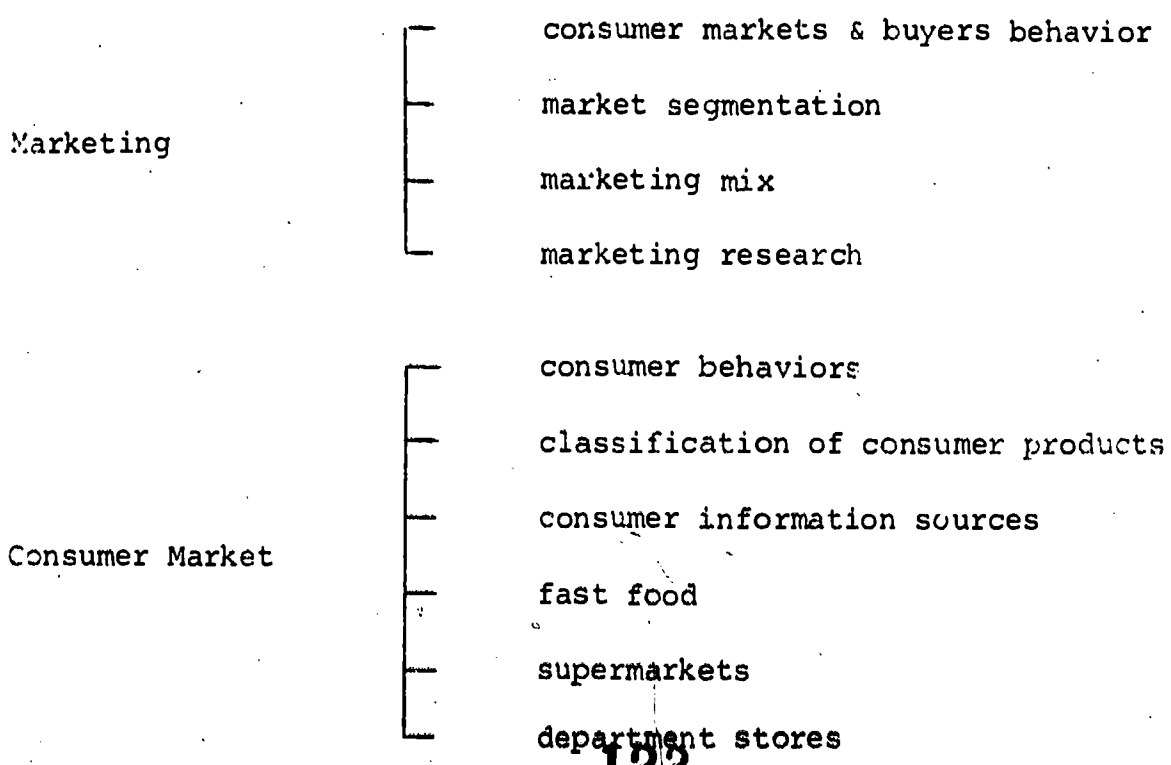 consumer markets & buyers behavior
market segmentation
Marketing
marketing mix
marketing research
consumer behaviors
classification of consumer products
consumer information sources
Consumer Market
fast food
supermarkets
department stores